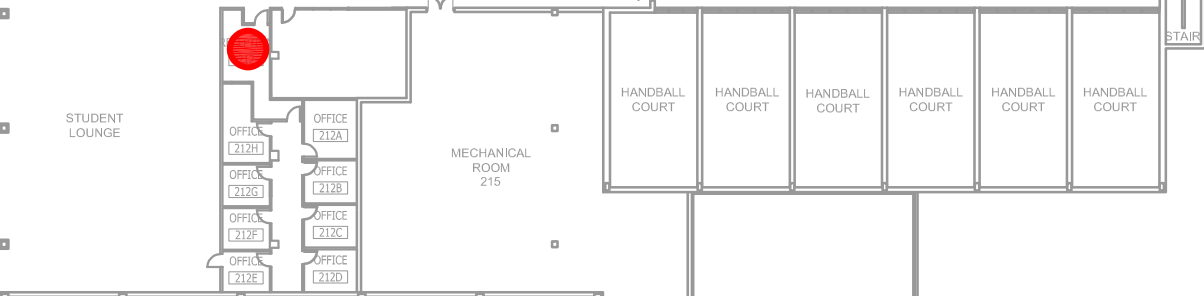 STAIR
HANDBALL
COURT
HANDBALL
COURT
HANDBALL
COURT
HANDBALL
COURT
HANDBALL
COURT
HANDBALL
COURT
STUDENT
LOUNGE
OFFICE
212H
OFFICE
212A
MECHANICAL
ROOM
215
OFFICE
212G
OFFICE
212B
OFFICE
212F
OFFICE
212C
OFFICE
212E
OFFICE
212D